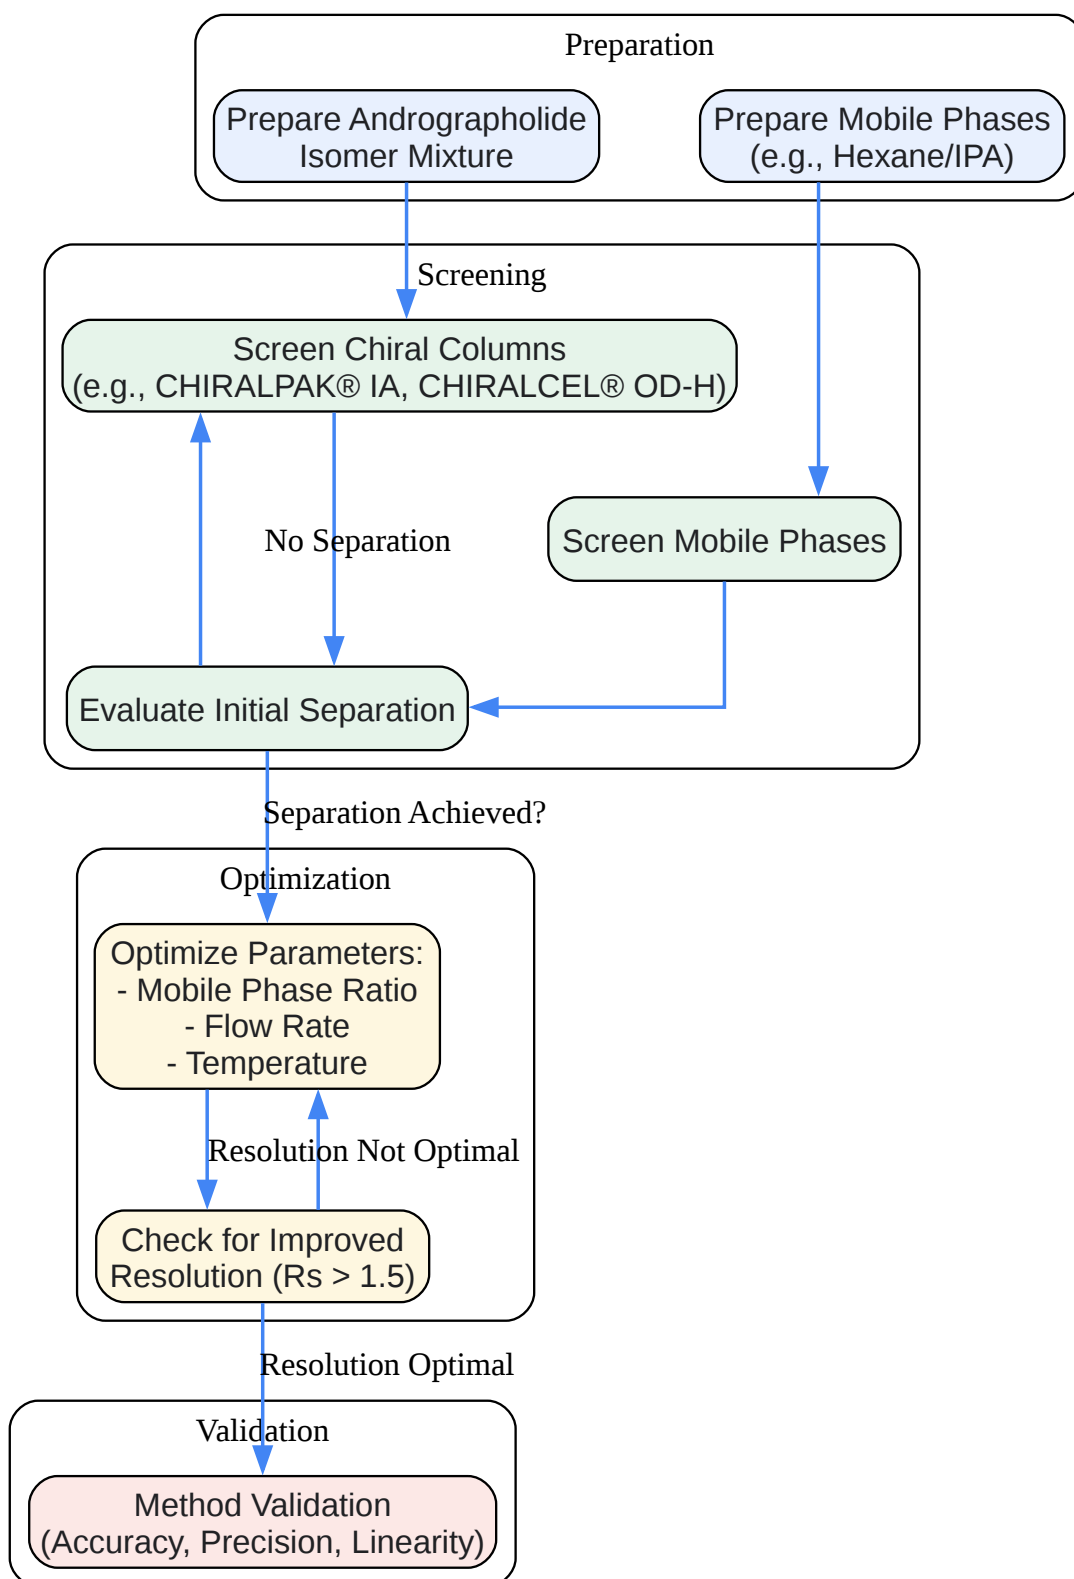 Preparation
Prepare Andrographolide
Isomer Mixture
Prepare Mobile Phases
(e.g., Hexane/IPA)
Screening
Screen Chiral Columns
(e.g., CHIRALPAK® IA, CHIRALCEL® OD-H)
No Separation
Screen Mobile Phases
Evaluate Initial Separation
Separation Achieved?
Optimization
Optimize Parameters:
- Mobile Phase Ratio
- Flow Rate
- Temperature
Resolution Not Optimal
Check for Improved
Resolution (Rs > 1.5)
Resolution Optimal
Validation
Method Validation
(Accuracy, Precision, Linearity)